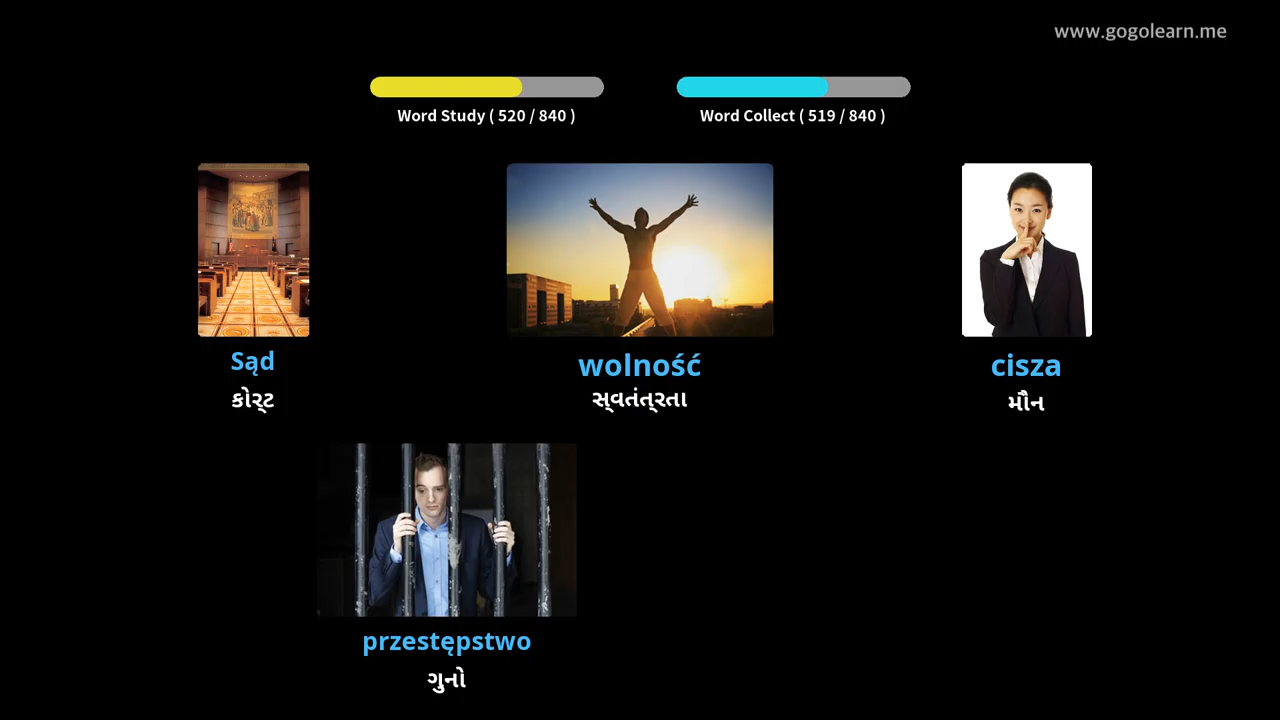 www.gogolearn.me
Word Study ( 520 / 840 )
Word Collect ( 519 / 840 )
Sąd
કોર્ટ
wolność
સ્વતંત્રતા
cisza
મૌન
przestępstwo
ગુનો